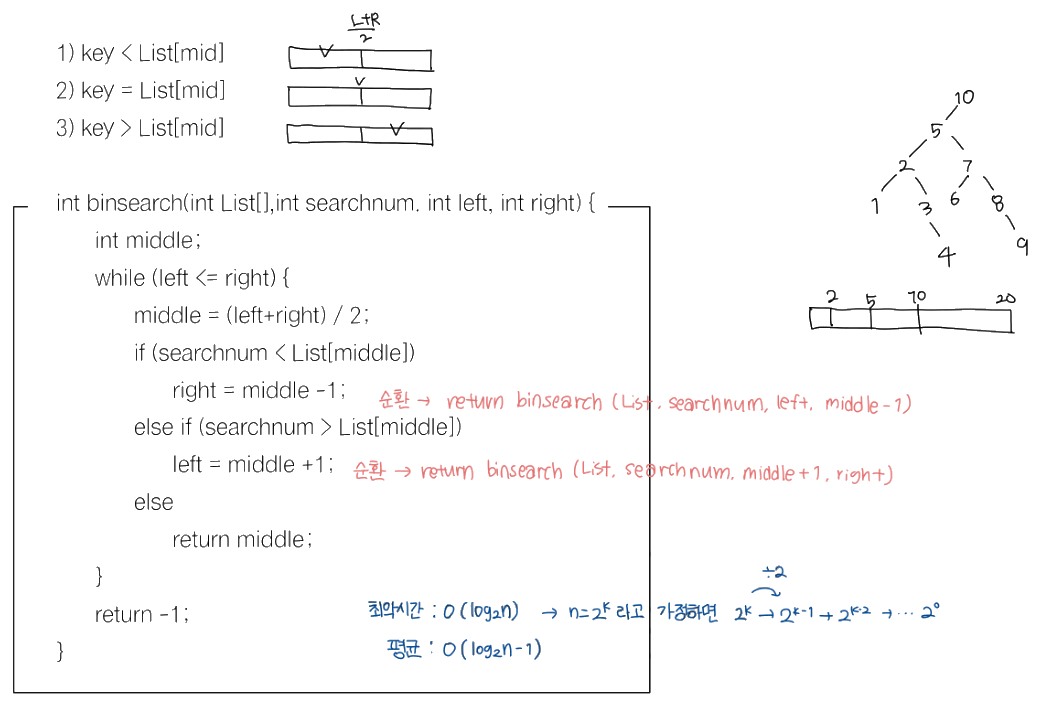 L+R
2
1) key < List[mid]
2) key = List[mid]
3) key > List[mid]
10
5
2 7
1 3 6 8
4 9
2 5 10 20
int binsearch(int List[],int searchnum. int left, int right) {
int middle;
while (left <= right) {
middle = (left+right) / 2;
if (searchnum < List[middle])
right = middle -1; 순환 → return binsearch (List. searchnum, left, middle-1)
else if (searchnum > List[middle])
left = middle +1; 순환 → return binsearch (List, searchnum, middle+1, right)
else
return middle;
}
÷2
return -1; 최악시간 : O(log₂n) → n=2ᴷ 라고 가정하면 2ᴷ → 2ᴷ⁻¹ → 2ᴷ⁻² → ⋯ 2⁰
평균 : O(log₂n-1)
}